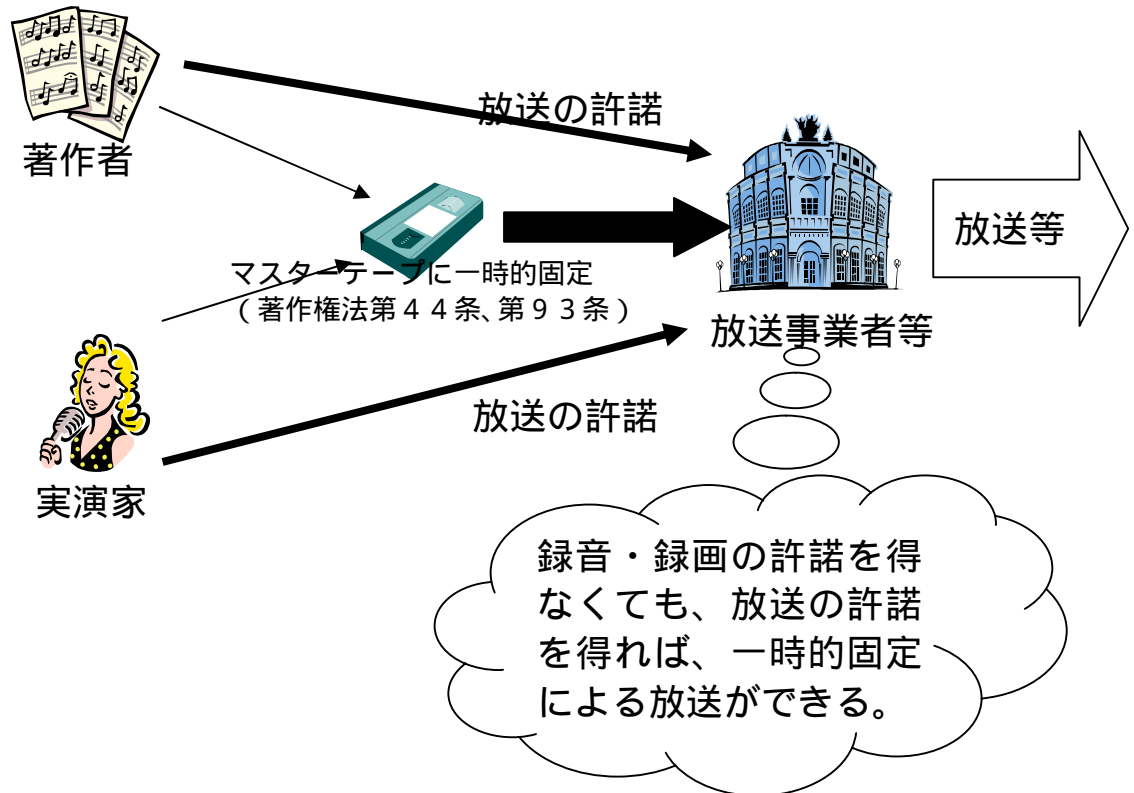 放送の許諾
著作者
マスターテープに一時的固定
(著作権法第44条、第93条)
放送等
放送事業者等
放送の許諾
実演家
録音・録画の許諾を得
なくても、放送の許諾
を得れば、一時的固定
による放送ができる。